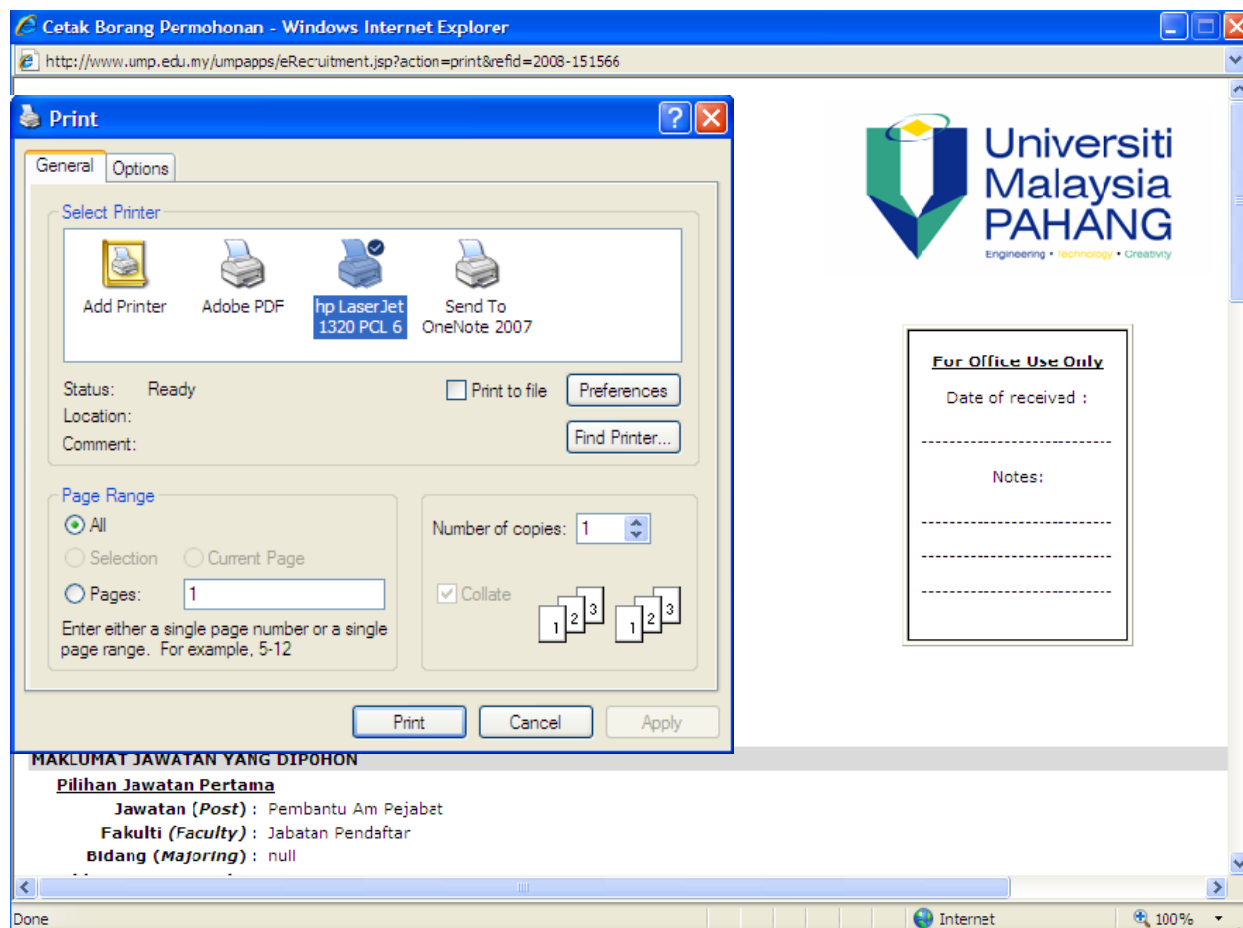 Cetak Borang Permohonan - Windows Internet Explorer
http://www.ump.edu.my/umpapps/eRecruitment.jsp?action=print&refid=2008-151566
Print
General Options
Select Printer
Add Printer Adobe PDF hp LaserJet 1320 PCL 6 Send To OneNote 2007
Status: Ready
Print to file Preferences
Location:
Find Printer...
Comment:
Page Range
All
Selection Current Page
Pages: 1
Enter either a single page number or a single
page range. For example, 5-12
Number of copies: 1
Collate
1 2 3 1 2 3
Print Cancel Apply
Universiti
Malaysia
PAHANG
Engineering • Technology • Creativity
For Office Use Only
Date of received :
Notes:
MAKLUMAT JAWATAN YANG DIPOHON
Pilihan Jawatan Pertama
Jawatan (Post) : Pembantu Am Pejabat
Fakulti (Faculty) : Jabatan Pendaftar
Bidang (Majoring) : null
Done Internet 100%